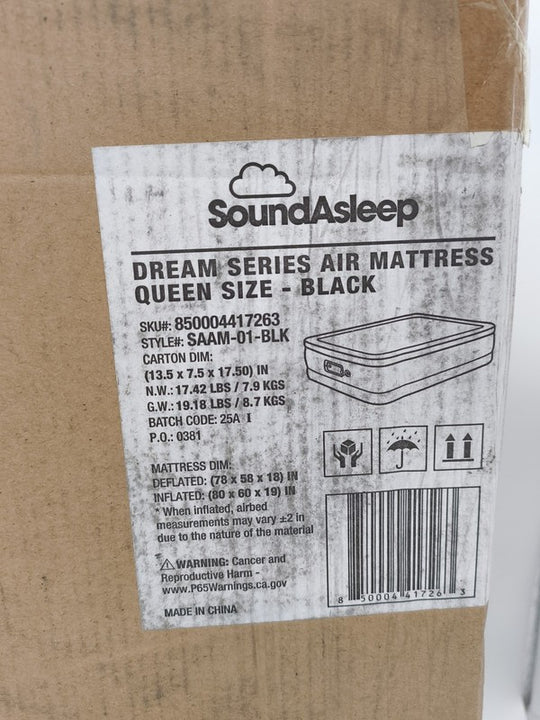 SoundAsleep
DREAM SERIES AIR MATTRESS
QUEEN SIZE - BLACK
SKU#: 850004417263
STYLE#: SAAM-01-BLK
CARTON DIM:
(13.5 x 7.5 x 17.50) IN
N.W.: 17.42 LBS / 7.9 KGS
G.W.: 19.18 LBS / 8.7 KGS
BATCH CODE: 25A I
P.O.: 0381
MATTRESS DIM:
DEFLATED: (78 x 58 x 18) IN
INFLATED: (80 x 60 x 19) IN
* When inflated, airbed
measurements may vary ±2 in
due to the nature of the material
⚠WARNING: Cancer and
Reproductive Harm -
www.P65Warnings.ca.gov
MADE IN CHINA
8 50004 41726 3